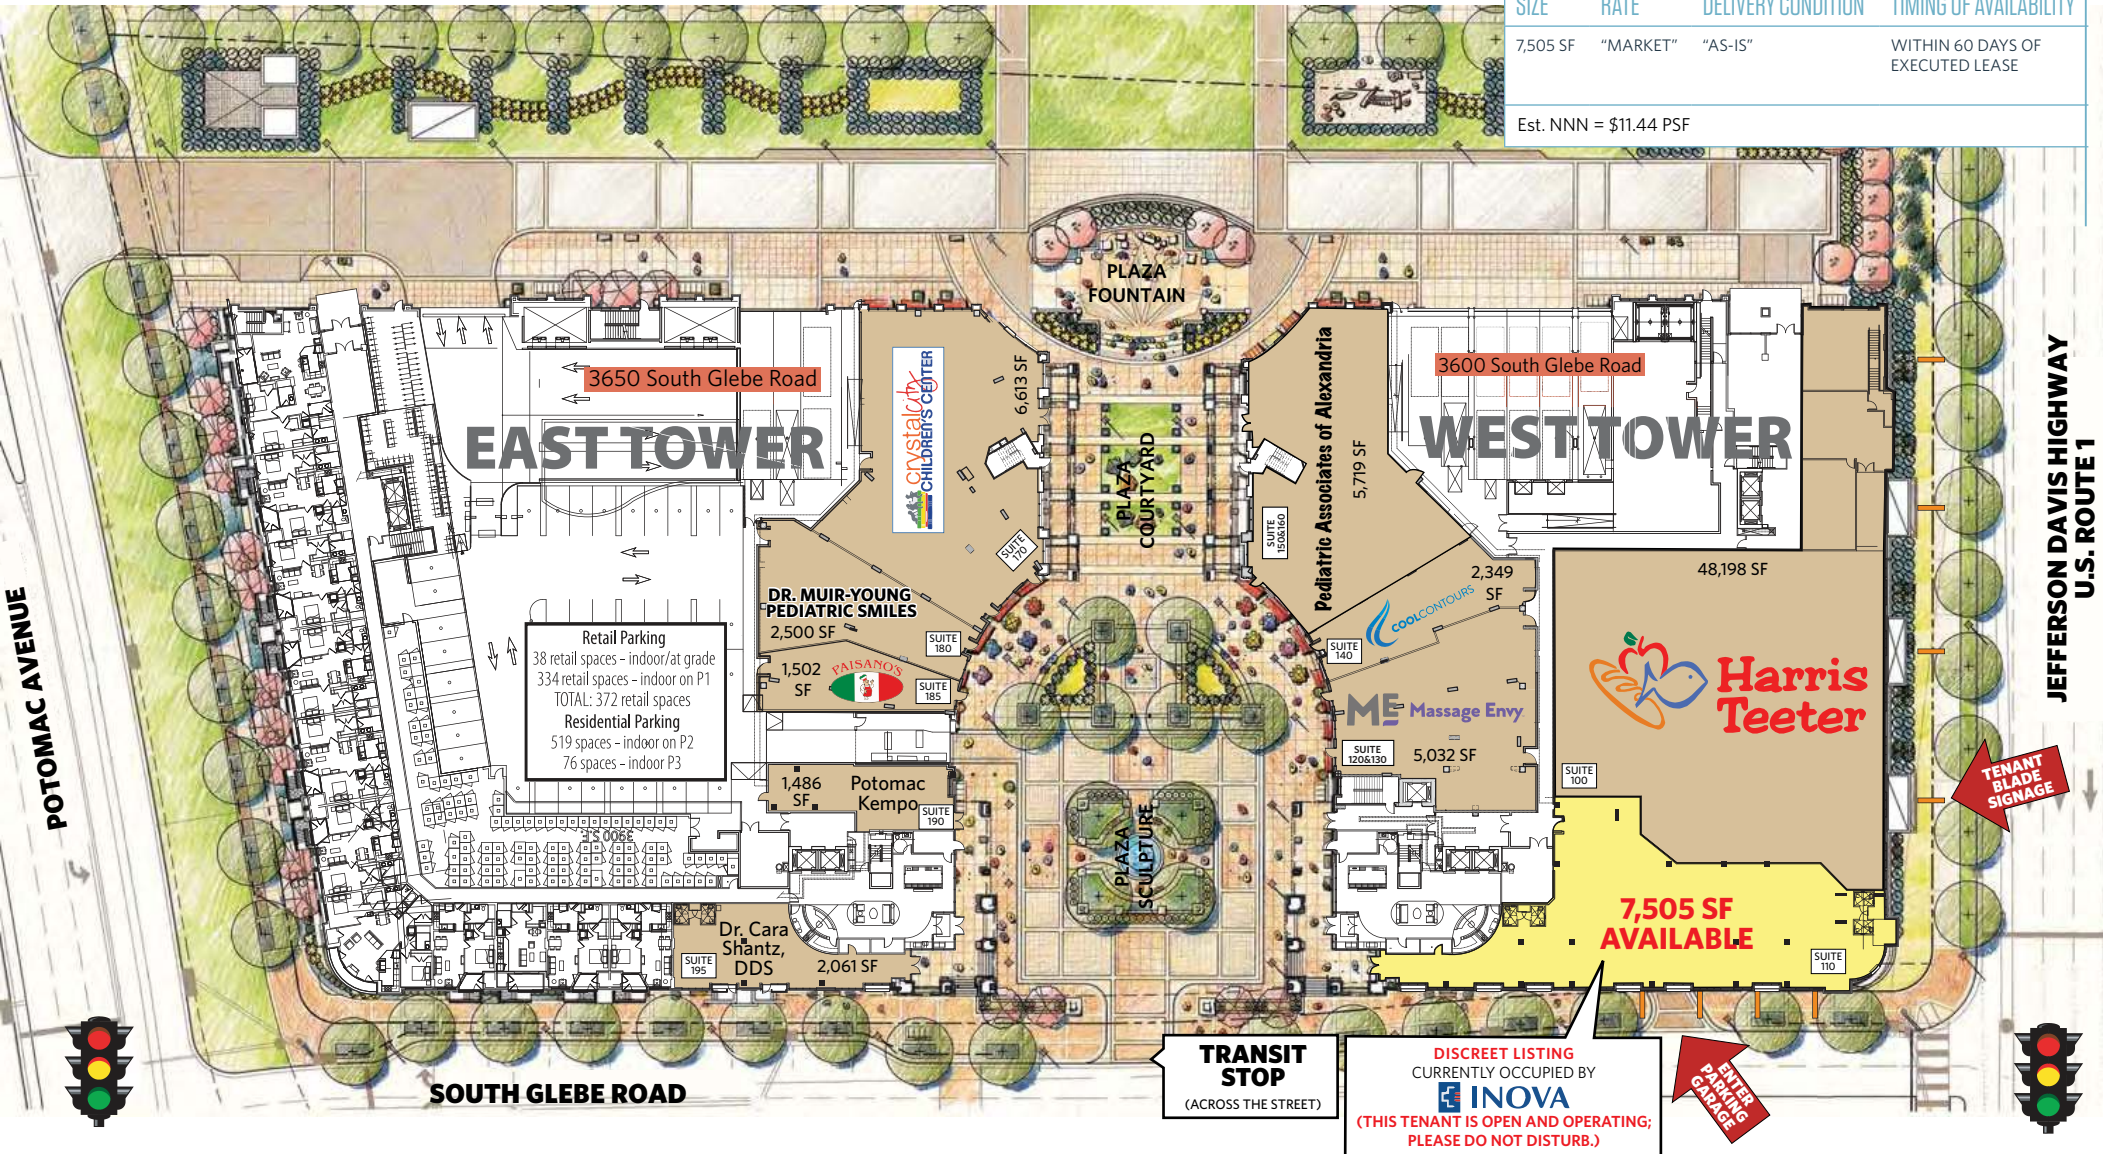 SIZE RATE DELIVERY CONDITION TIMING OF AVAILABILITY
7,505 SF “MARKET” “AS-IS” WITHIN 60 DAYS OF
EXECUTED LEASE
Est. NNN = $11.44 PSF
PLAZA
FOUNTAIN
3650 South Glebe Road
EAST TOWER
crystalcity
CHILDREN'S CENTER
6,613 SF
SUITE
170
PLAZA
COURTYARD
Pediatric Associates of Alexandria
5,719 SF
SUITE
150&160
3600 South Glebe Road
WEST TOWER
JEFFERSON DAVIS HIGHWAY
U.S. ROUTE 1
POTOMAC AVENUE
DR. MUIR-YOUNG
PEDIATRIC SMILES
2,500 SF
SUITE
180
1,502
SF
PAISANO'S
SUITE
185
Retail Parking
38 retail spaces – indoor/at grade
334 retail spaces – indoor on P1
TOTAL: 372 retail spaces
Residential Parking
519 spaces – indoor on P2
76 spaces – indoor P3
1,486
SF
Potomac
Kempo
SUITE
190
3900 S.F.
Dr. Cara
Shantz,
DDS
SUITE
195
2,061 SF
PLAZA
SCULPTURE
2,349
SF
COOLCONTOURS
SUITE
140
ME Massage Envy
SUITE
120&130
5,032 SF
48,198 SF
Harris
Teeter
SUITE
100
TENANT
BLADE
SIGNAGE
7,505 SF
AVAILABLE
SUITE
110
SOUTH GLEBE ROAD
TRANSIT
STOP
(ACROSS THE STREET)
DISCREET LISTING
CURRENTLY OCCUPIED BY
INOVA
(THIS TENANT IS OPEN AND OPERATING;
PLEASE DO NOT DISTURB.)
ENTER
PARKING
GARAGE